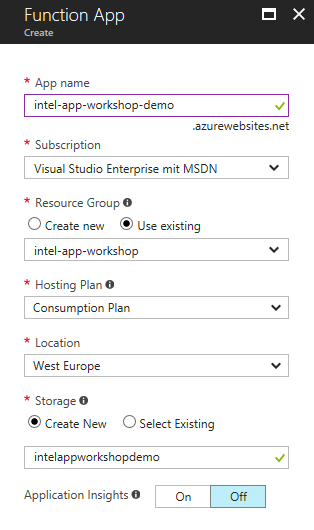 Function App
Create
* App name
intel-app-workshop-demo
.azurewebsites.net
* Subscription
Visual Studio Enterprise mit MSDN
* Resource Group
Create new Use existing
intel-app-workshop
* Hosting Plan
Consumption Plan
* Location
West Europe
* Storage
Create New Select Existing
intelappworkshopdemo
Application Insights On Off